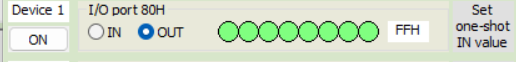 Device 1
I/O port 80H
Set
one-shot
IN value
ON
IN
OUT
FFH